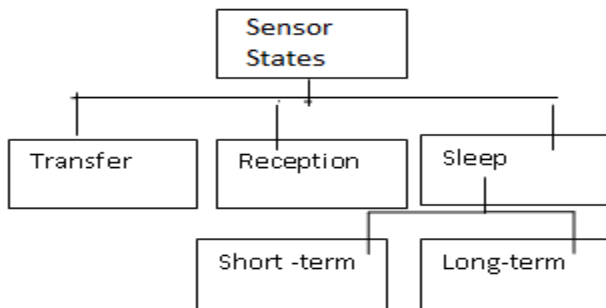 Sensor
States
Transfer
Reception
Sleep
Short -term
Long-term